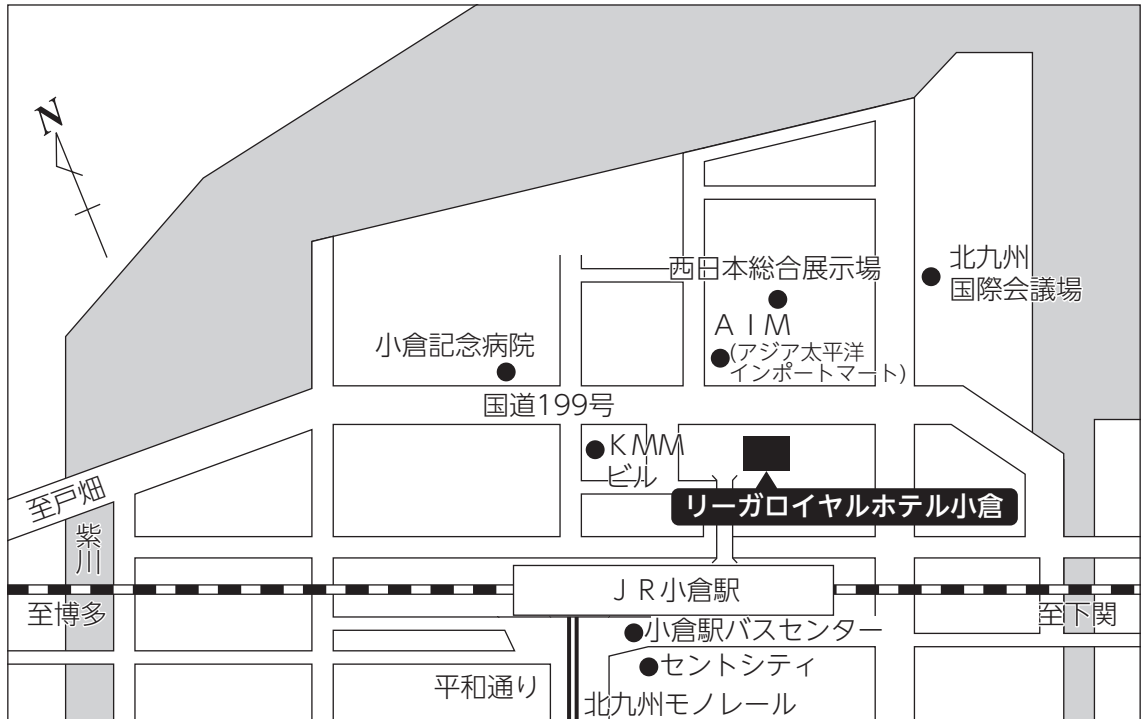 N
西日本総合展示場
北九州
国際会議場
ＡＩＭ
(アジア太平洋
インポートマート)
小倉記念病院
国道199号
KMM
ビル
至戸畑
リーガロイヤルホテル小倉
紫川
ＪＲ小倉駅
至博多
至下関
小倉駅バスセンター
セントシティ
平和通り
北九州モノレール